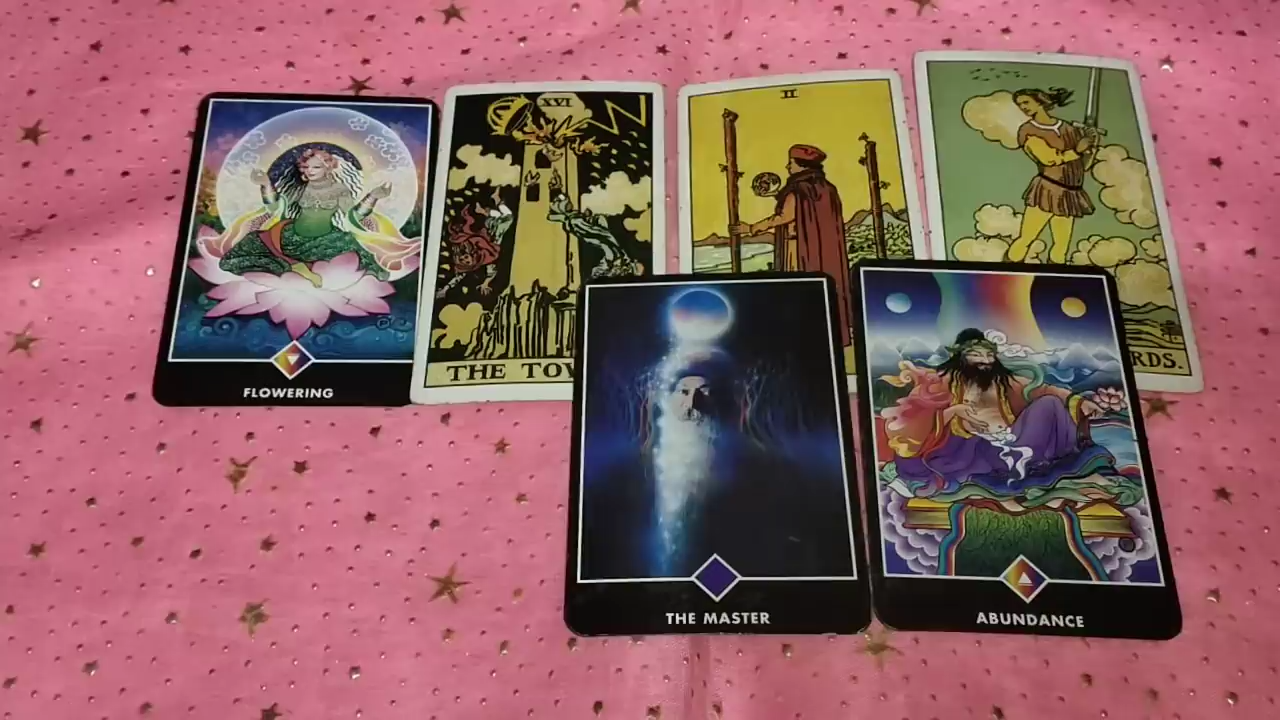 XVI
II
FLOWERING
THE TOW
RDS.
THE MASTER
ABUNDANCE